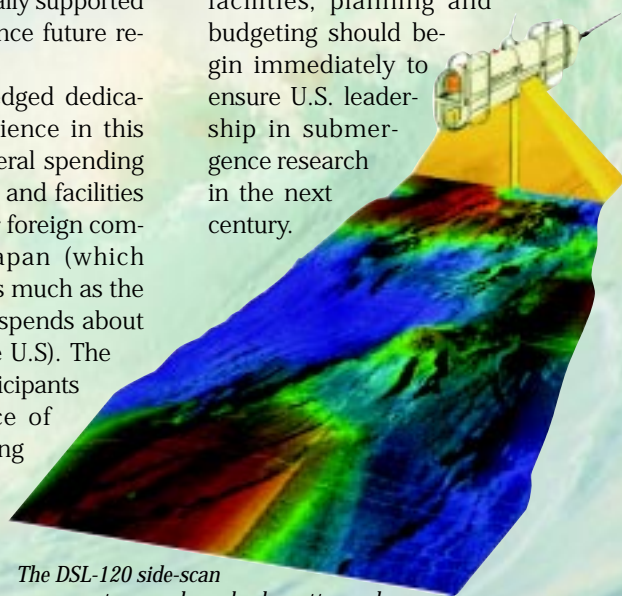 ally supported
nce future re-
dged dedica-
ience in this
eral spending
and facilities
foreign com-
apan (which
s much as the
spends about
e U.S). The
icipants
ce of
ng
facilities, planning and
budgeting should be-
gin immediately to
ensure U.S. leader-
ship in submer-
gence research
in the next
century.
The DSL-120 side-scan